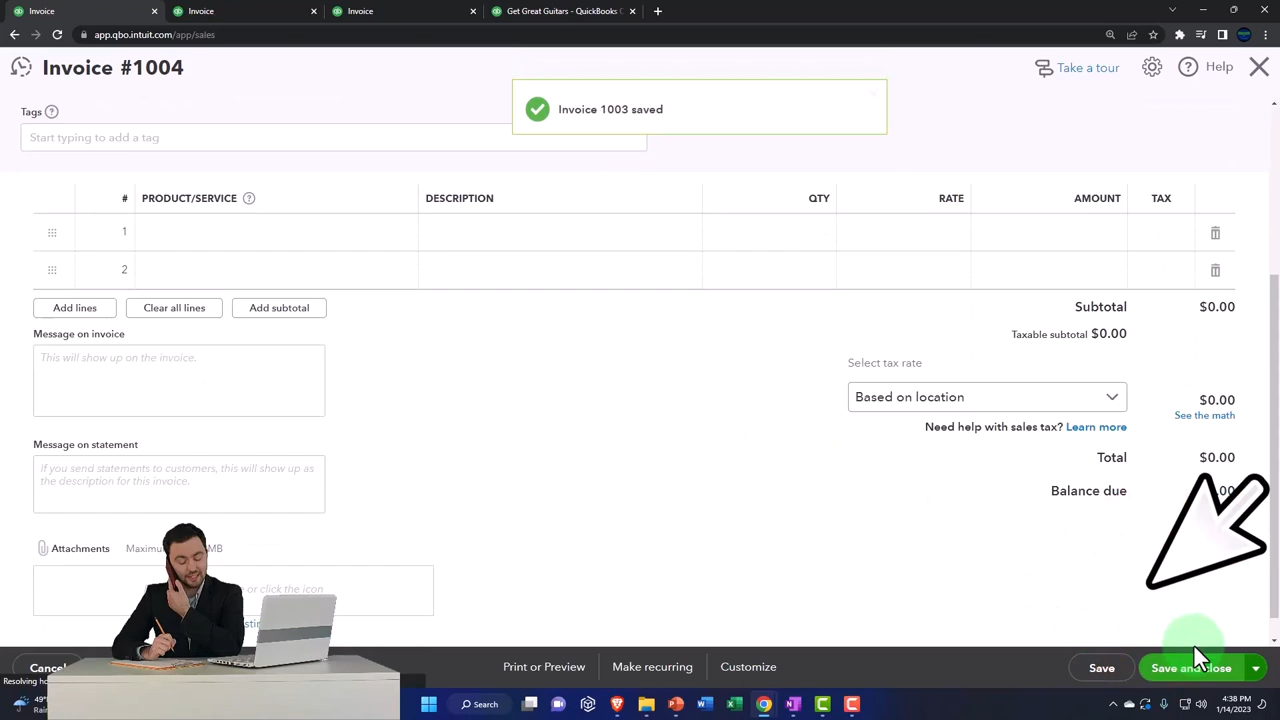 Invoice
Invoice
Invoice
Get Great Guitars - QuickBooks C
app.qbo.intuit.com/app/sales
Invoice #1004
Take a tour
Help
Tags
Invoice 1003 saved
Start typing to add a tag
# PRODUCT/SERVICE DESCRIPTION QTY RATE AMOUNT TAX
1
2
Add lines Clear all lines Add subtotal
Subtotal $0.00
Message on invoice
Taxable subtotal $0.00
This will show up on the invoice.
Select tax rate
Based on location
$0.00
See the math
Need help with sales tax? Learn more
Message on statement
Total $0.00
If you send statements to customers, this will show up as
the description for this invoice.
Balance due
Attachments
or click the icon
Cancel
Print or Preview Make recurring Customize Save Save and close
Search
4:38 PM
1/14/2023